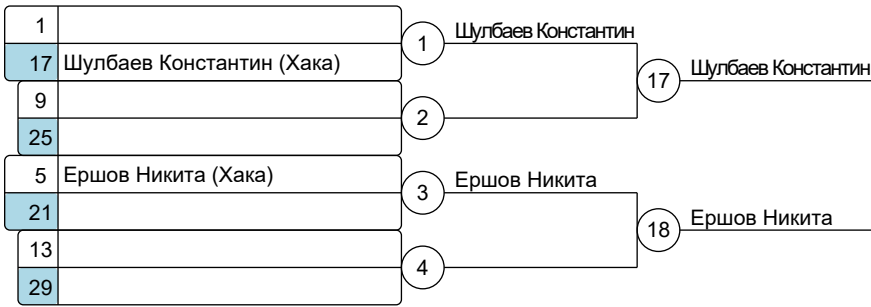 1
Шулбаев Константин
1
17 Шулбаев Константин (Хака)
Шулбаев Константин
17
9
2
25
5 Ершов Никита (Хака)
Ершов Никита
3
21
Ершов Никита
18
13
4
29